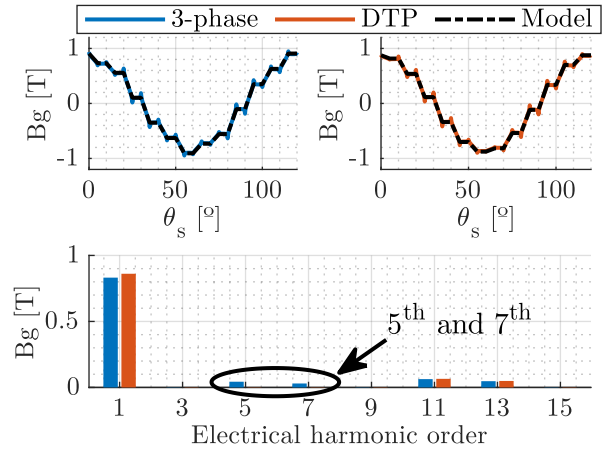 3-phase DTP Model
1
0
-1
Bg [T]
0 50 100
θs [º]
1
0
-1
Bg [T]
0 50 100
θs [º]
1
0.5
0
Bg [T]
5th and 7th
1 3 5 7 9 11 13 15
Electrical harmonic order